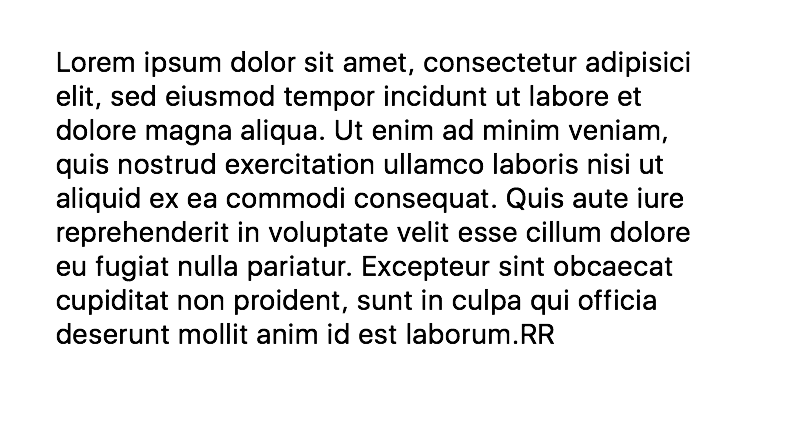 Lorem ipsum dolor sit amet, consectetur adipisici
elit, sed eiusmod tempor incidunt ut labore et
dolore magna aliqua. Ut enim ad minim veniam,
quis nostrud exercitation ullamco laboris nisi ut
aliquid ex ea commodi consequat. Quis aute iure
reprehenderit in voluptate velit esse cillum dolore
eu fugiat nulla pariatur. Excepteur sint obcaecat
cupiditat non proident, sunt in culpa qui officia
deserunt mollit anim id est laborum.RR